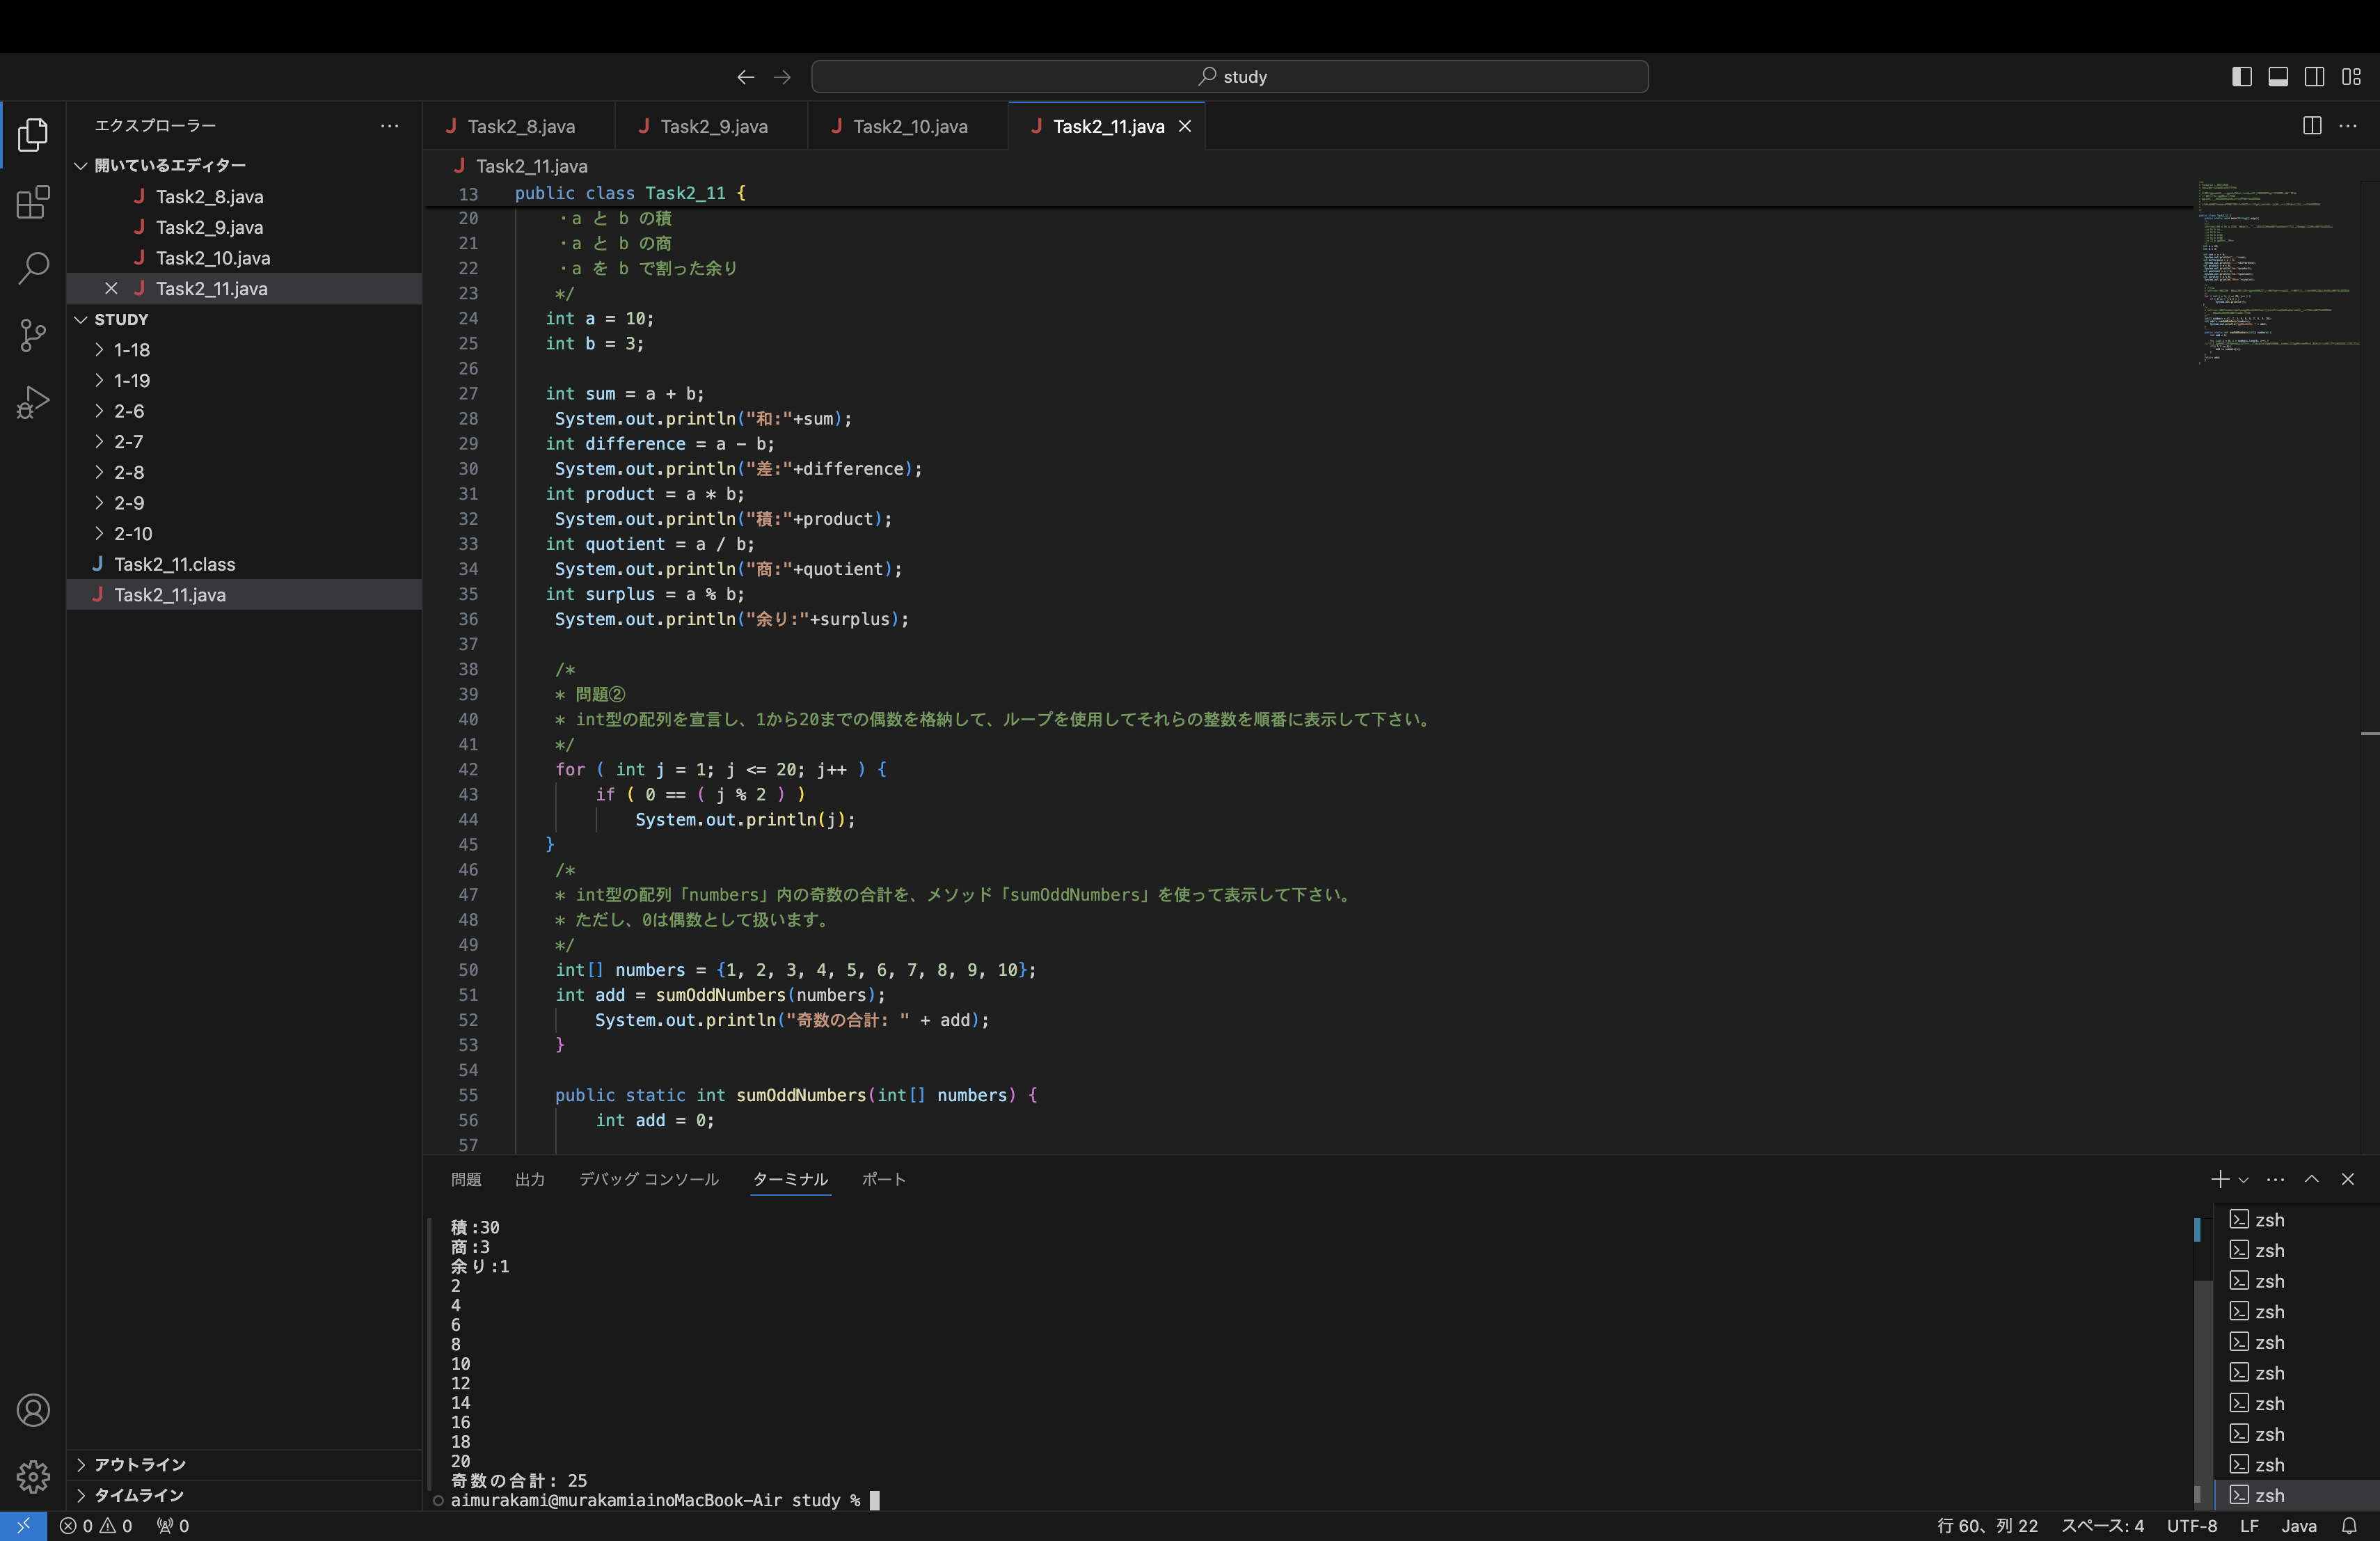 study
エクスプローラー
開いているエディター
Task2_8.java
Task2_9.java
Task2_10.java
Task2_11.java
STUDY
1-18
1-19
2-6
2-7
2-8
2-9
2-10
Task2_11.class
Task2_11.java
アウトライン
タイムライン
Task2_8.java Task2_9.java Task2_10.java Task2_11.java
Task2_11.java
13 public class Task2_11 {
20 ・a と b の積
21 ・a と b の商
22 ・a を b で割った余り
23 */
24 int a = 10;
25 int b = 3;
26
27 int sum = a + b;
28 System.out.println("和:"+sum);
29 int difference = a - b;
30 System.out.println("差:"+difference);
31 int product = a * b;
32 System.out.println("積:"+product);
33 int quotient = a / b;
34 System.out.println("商:"+quotient);
35 int surplus = a % b;
36 System.out.println("余り:"+surplus);
37
38 /*
39 * 問題②
40 * int型の配列を宣言し、1から20までの偶数を格納して、ループを使用してそれらの整数を順番に表示して下さい。
41 */
42 for ( int j = 1; j <= 20; j++ ) {
43 if ( 0 == ( j % 2 ) )
44 System.out.println(j);
45 }
46 /*
47 * int型の配列「numbers」内の奇数の合計を、メソッド「sumOddNumbers」を使って表示して下さい。
48 * ただし、0は偶数として扱います。
49 */
50 int[] numbers = {1, 2, 3, 4, 5, 6, 7, 8, 9, 10};
51 int add = sumOddNumbers(numbers);
52 System.out.println("奇数の合計: " + add);
53 }
54
55 public static int sumOddNumbers(int[] numbers) {
56 int add = 0;
57
問題 出力 デバッグ コンソール ターミナル ポート
積:30
商:3
余り:1
2
4
6
8
10
12
14
16
18
20
奇数の合計: 25
aimurakami@murakamiainoMacBook-Air study %
zsh
zsh
zsh
zsh
zsh
zsh
zsh
zsh
zsh
zsh
0 0 0 行 60、列 22 スペース: 4 UTF-8 LF Java